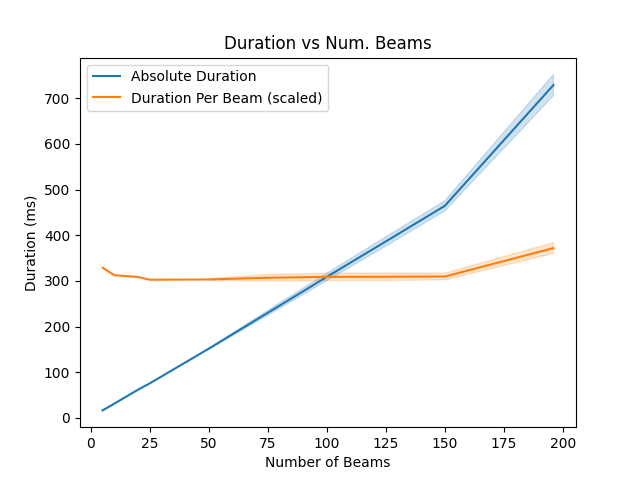 Duration vs Num. Beams
Absolute Duration
Duration Per Beam (scaled)
Duration (ms)
700
600
500
400
300
200
100
0
0 25 50 75 100 125 150 175 200
Number of Beams